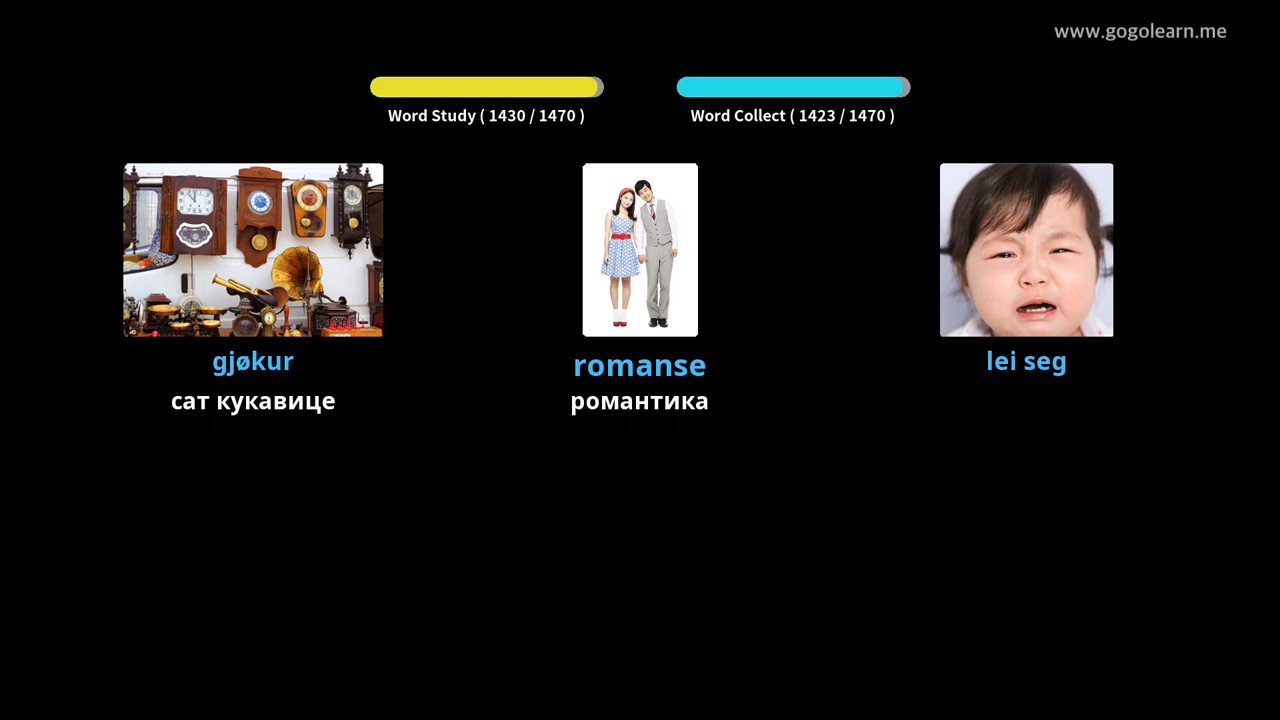 www.gogolearn.me
Word Study ( 1430 / 1470 )
Word Collect ( 1423 / 1470 )
gjøkur
romanse
lei seg
сат кукавице
романтика